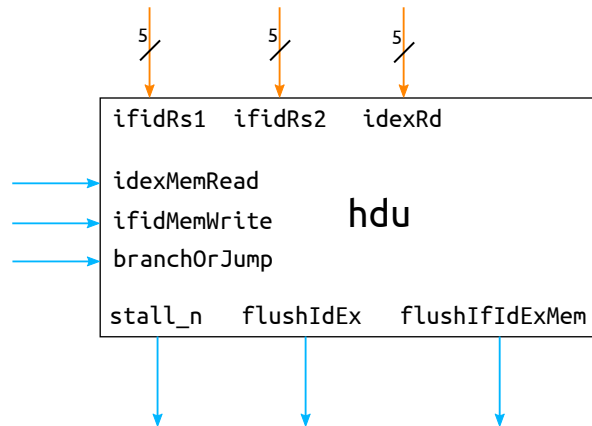 5 5 5
ifidRs1 ifidRs2 idexRd
idexMemRead
ifidMemWrite
hdu
branchOrJump
stall_n flushIdEx flushIfIdExMem